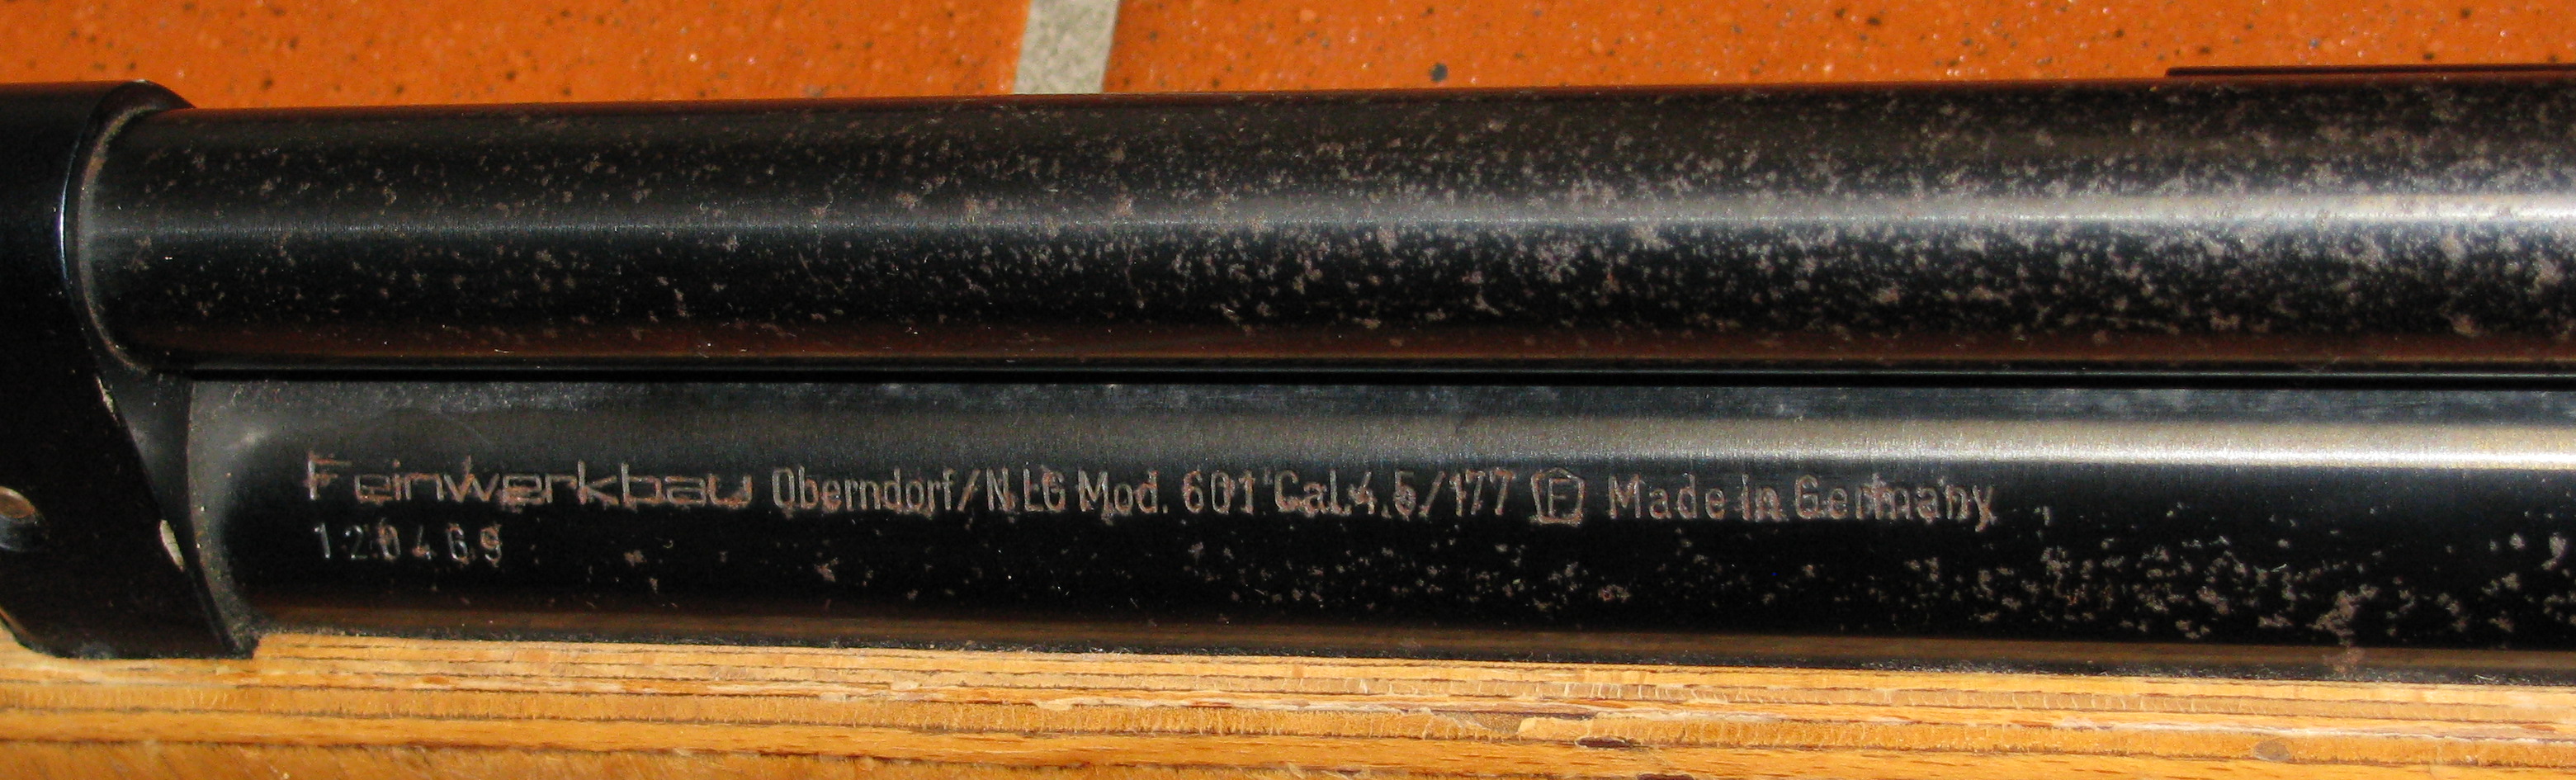 Feinwerkbau Oberndorf/N LG Mod. 601 Cal.4.5/177 F Made in Germany
120469